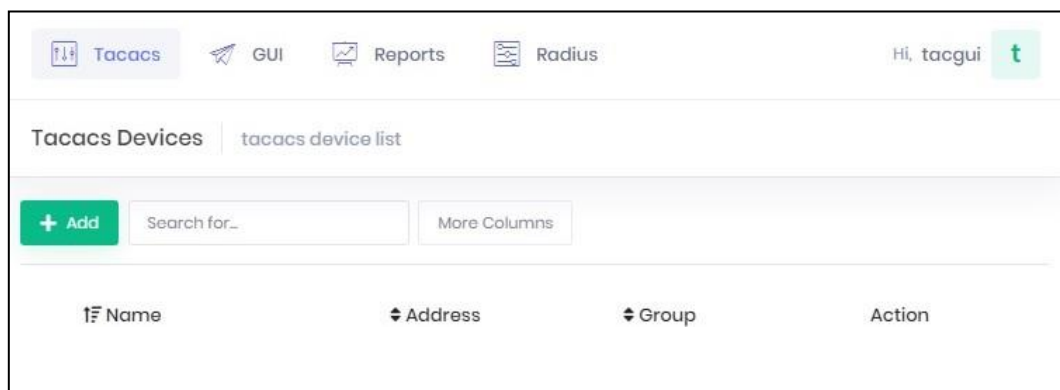 Tacacs GUI Reports Radius Hi, tacgui t
Tacacs Devices tacacs device list
+ Add Search for... More Columns
Name Address Group Action